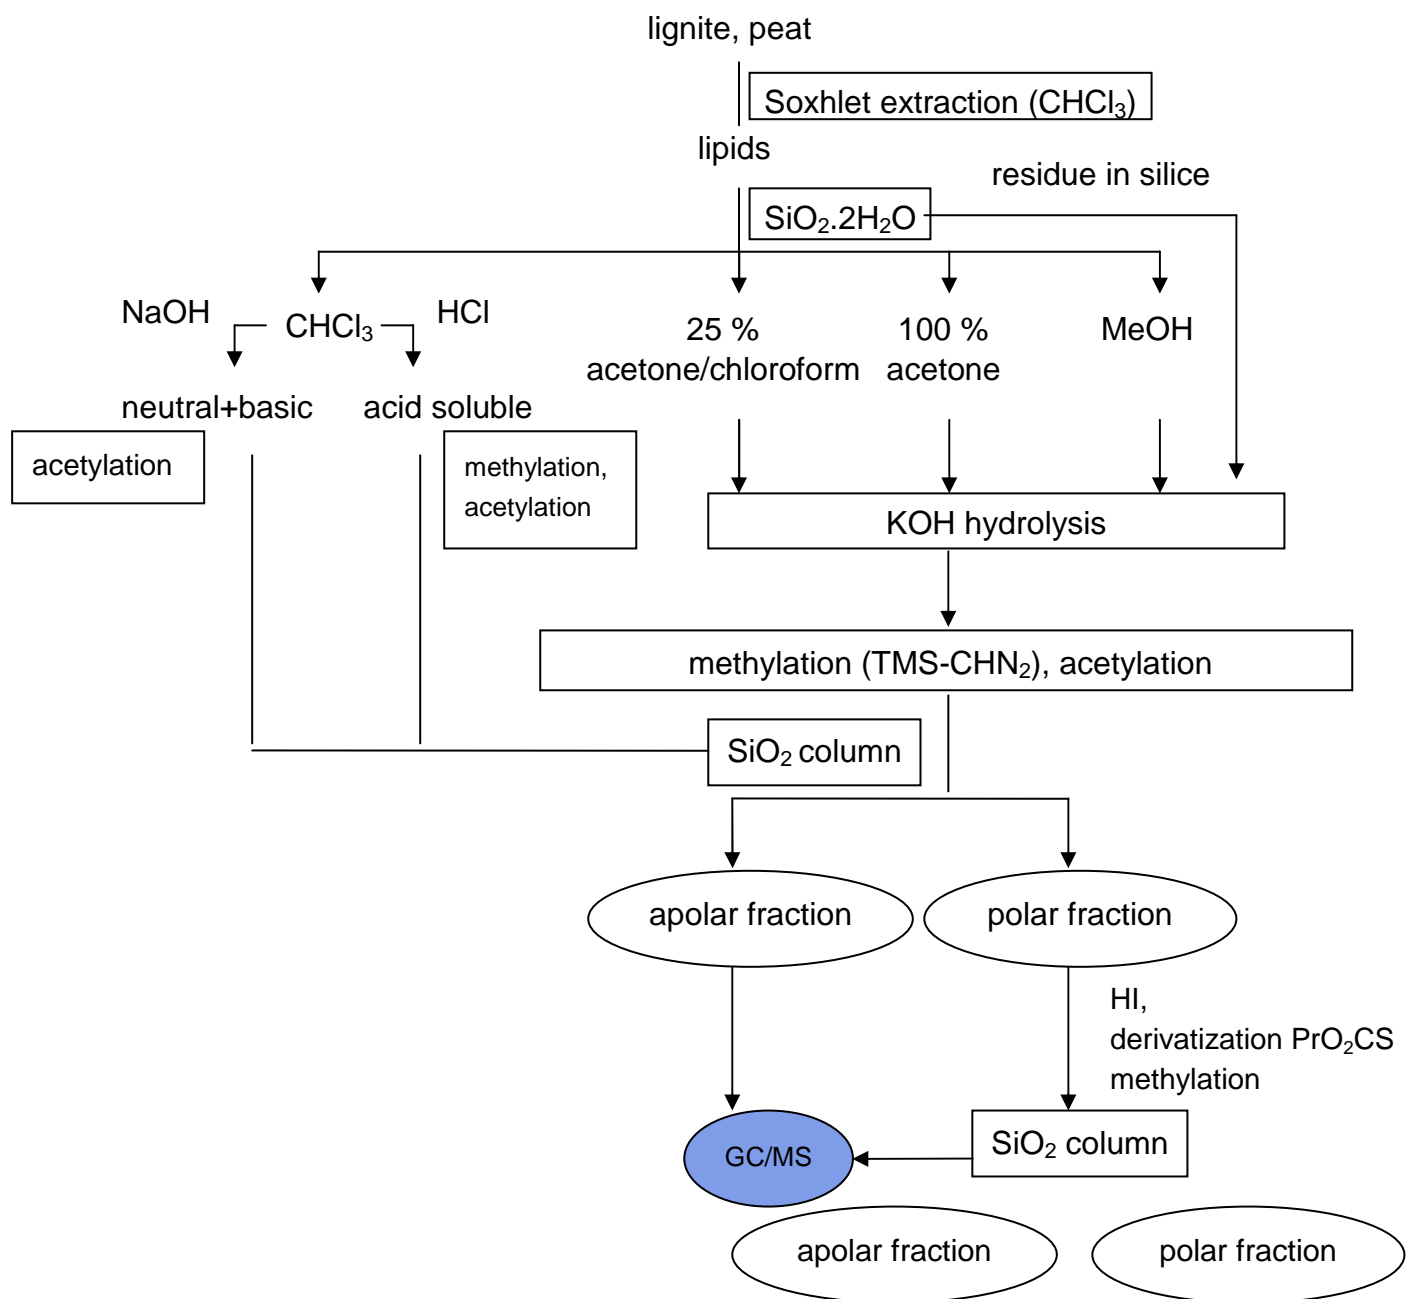 lignite, peat
Soxhlet extraction (CHCl₃)
lipids
residue in silice
SiO₂.2H₂O
NaOH
CHCl₃
HCl
25 %
acetone/chloroform
100 %
acetone
MeOH
neutral+basic
acid soluble
acetylation
methylation,
acetylation
KOH hydrolysis
methylation (TMS-CHN₂), acetylation
SiO₂ column
apolar fraction
polar fraction
HI,
derivatization PrO₂CS
methylation
GC/MS
SiO₂ column
apolar fraction
polar fraction